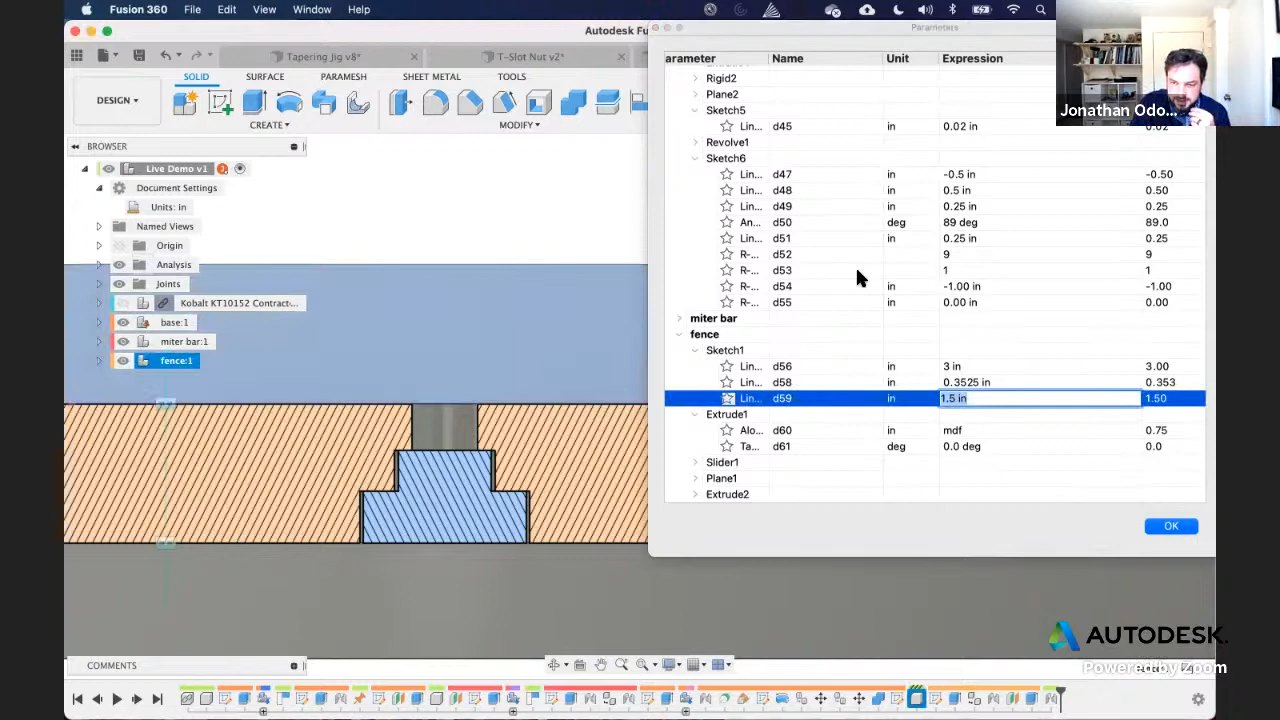 Fusion 360 File Edit View Window Help
Autodesk Fu
Parameters
Tapering Jig v8*
T-Slot Nut v2*
SOLID SURFACE PARAMESH SHEET METAL TOOLS
DESIGN
CREATE
MODIFY
BROWSER
Live Demo v1
Document Settings
Units: in
Named Views
Origin
Analysis
Joints
Kobalt KT10152 Contract-...
base:1
miter bar:1
fence:1
arameter Name Unit Expression
Rigid2
Plane2
Sketch5
Lin... d45 in 0.02 in 0.02
Revolve1
Sketch6
Lin... d47 in -0.5 in -0.50
Lin... d48 in 0.5 in 0.50
Lin... d49 in 0.25 in 0.25
An... d50 deg 89 deg 89.0
Lin... d51 in 0.25 in 0.25
R-... d52 9 9
R-... d53 1 1
R-... d54 in -1.00 in -1.00
R-... d55 in 0.00 in 0.00
miter bar
fence
Sketch1
Lin... d56 in 3 in 3.00
Lin... d58 in 0.3525 in 0.353
Lin... d59 in 1.5 in 1.50
Extrude1
Alo... d60 in mdf 0.75
Ta... d61 deg 0.0 deg 0.0
Slider1
Plane1
Extrude2
OK
Jonathan Odo...
COMMENTS
AUTODESK.
Powered by Zoom